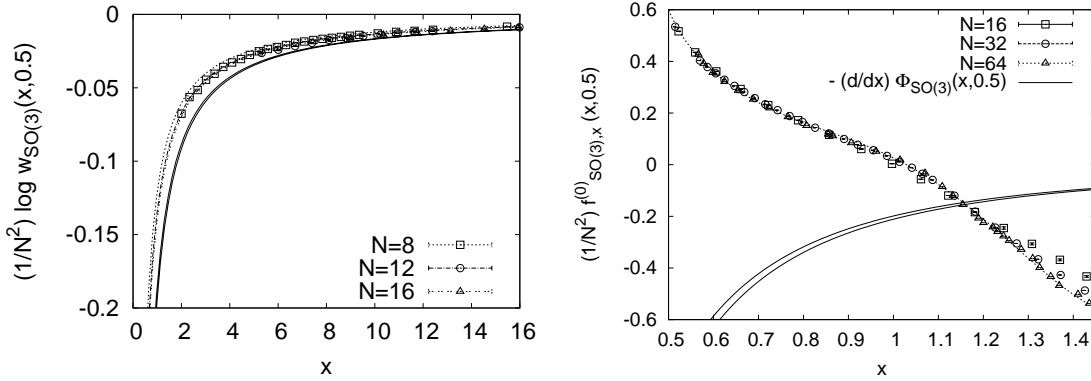 (1/N²) log w_SO(3)(x,0.5)
0
-0.05
-0.1
-0.15
-0.2
0 2 4 6 8 10 12 14 16
x
N=8
N=12
N=16
(1/N²) f^(0)_SO(3),x (x,0.5)
0.6
0.4
0.2
0
-0.2
-0.4
-0.6
0.5 0.6 0.7 0.8 0.9 1 1.1 1.2 1.3 1.4
x
N=16
N=32
N=64
- (d/dx) Φ_SO(3)(x,0.5)